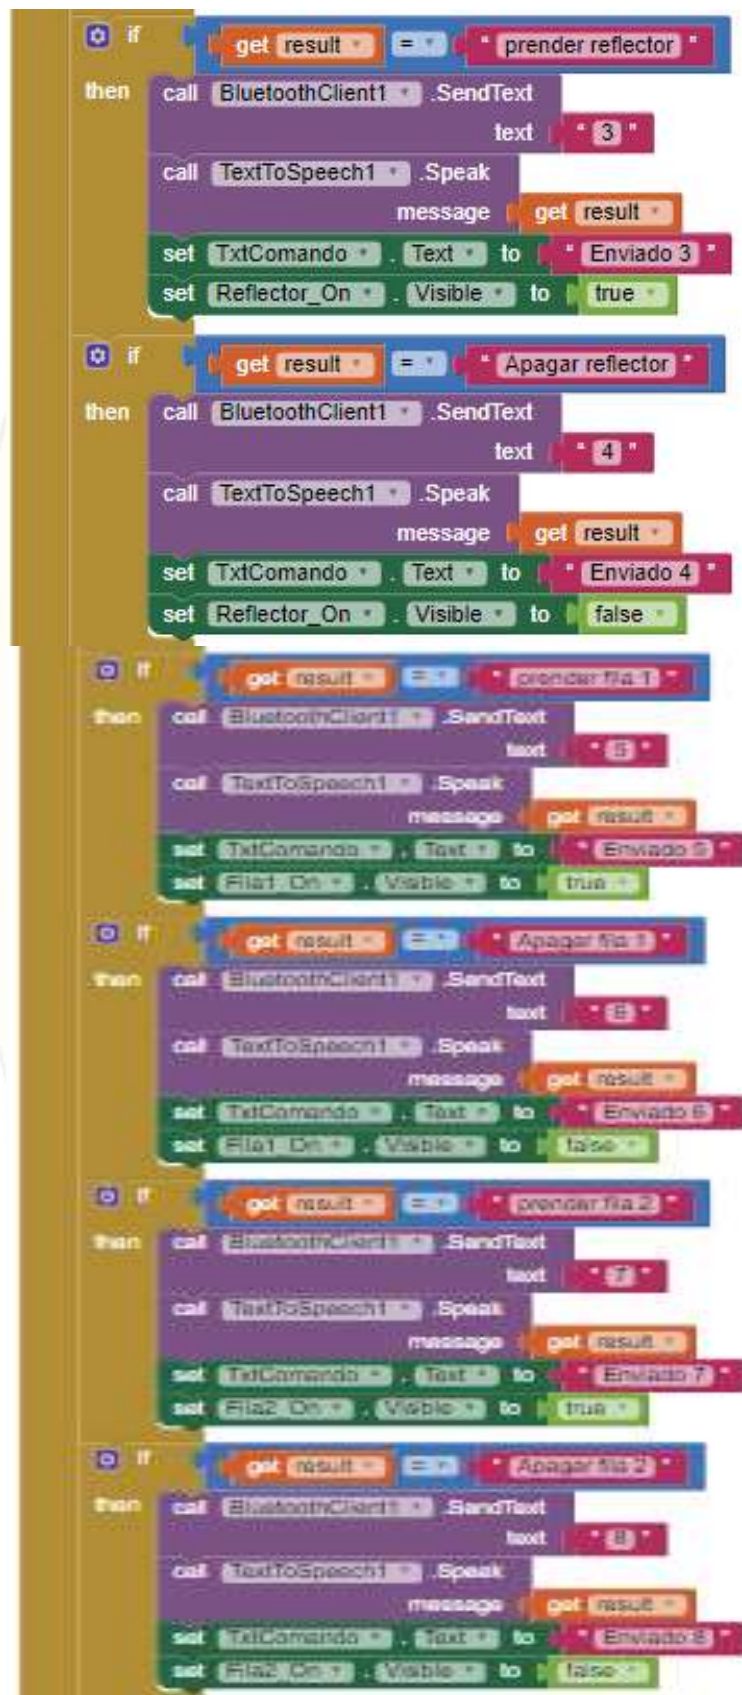 if get result = " prender reflector "
then call BluetoothClient1 .SendText
text " 3 "
call TextToSpeech1 .Speak
message get result
set TxtComando . Text to " Enviado 3 "
set Reflector_On . Visible to true
if get result = " Apagar reflector "
then call BluetoothClient1 .SendText
text " 4 "
call TextToSpeech1 .Speak
message get result
set TxtComando . Text to " Enviado 4 "
set Reflector_On . Visible to false
if get result = " prender fila 1 "
then call BluetoothClient1 .SendText
text " 5 "
call TextToSpeech1 .Speak
message get result
set TxtComando . Text to " Enviado 5 "
set Fila1_On . Visible to true
if get result = " Apagar fila 1 "
then call BluetoothClient1 .SendText
text " 6 "
call TextToSpeech1 .Speak
message get result
set TxtComando . Text to " Enviado 6 "
set Fila1_On . Visible to false
if get result = " prender fila 2 "
then call BluetoothClient1 .SendText
text " 7 "
call TextToSpeech1 .Speak
message get result
set TxtComando . Text to " Enviado 7 "
set Fila2_On . Visible to true
if get result = " Apagar fila 2 "
then call BluetoothClient1 .SendText
text " 8 "
call TextToSpeech1 .Speak
message get result
set TxtComando . Text to " Enviado 8 "
set Fila2_On . Visible to false